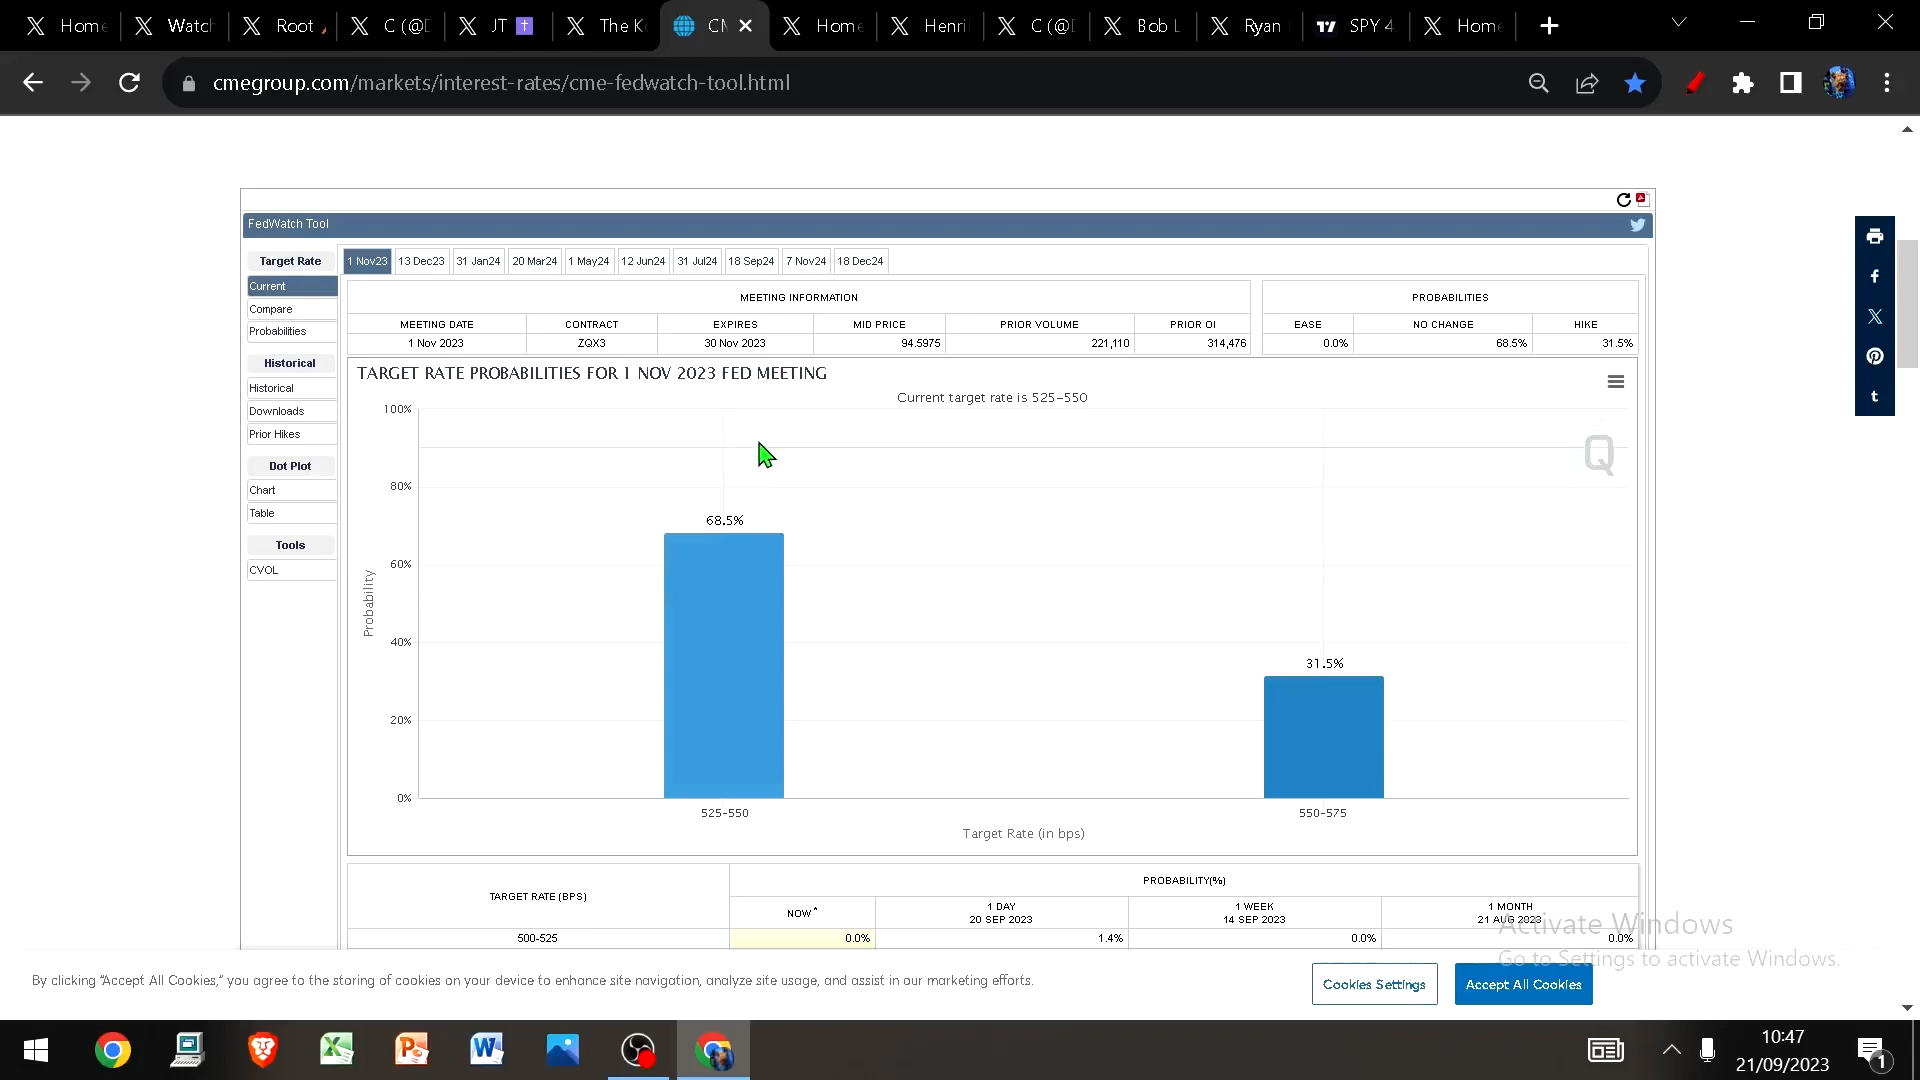 Home
Watch
Root
C (@
JT
The K
CM
Home
Henri
C (@
Bob L
Ryan
SPY 4
Home
cmegroup.com/markets/interest-rates/cme-fedwatch-tool.html
FedWatch Tool
Target Rate
Current
Compare
Probabilities
Historical
Historical
Downloads
Prior Hikes
Dot Plot
Chart
Table
Tools
CVOL
1 Nov23 13 Dec23 31 Jan24 20 Mar24 1 May24 12 Jun24 31 Jul24 18 Sep24 7 Nov24 18 Dec24
MEETING INFORMATION
MEETING DATE CONTRACT EXPIRES MID PRICE PRIOR VOLUME PRIOR OI
1 Nov 2023 ZQX3 30 Nov 2023 94.5975 221,110 314,476
PROBABILITIES
EASE NO CHANGE HIKE
0.0% 68.5% 31.5%
TARGET RATE PROBABILITIES FOR 1 NOV 2023 FED MEETING
Current target rate is 525-550
Q
100%
80%
60%
40%
20%
0%
Probability
68.5%
31.5%
525-550 550-575
Target Rate (in bps)
TARGET RATE (BPS)
PROBABILITY(%)
NOW *
1 DAY
20 SEP 2023
1 WEEK
14 SEP 2023
1 MONTH
21 AUG 2023
500-525 0.0% 1.4% 0.0% 0.0%
Activate Windows
Go to Settings to activate Windows.
By clicking "Accept All Cookies," you agree to the storing of cookies on your device to enhance site navigation, analyze site usage, and assist in our marketing efforts.
Cookies Settings
Accept All Cookies
10:47
21/09/2023
1